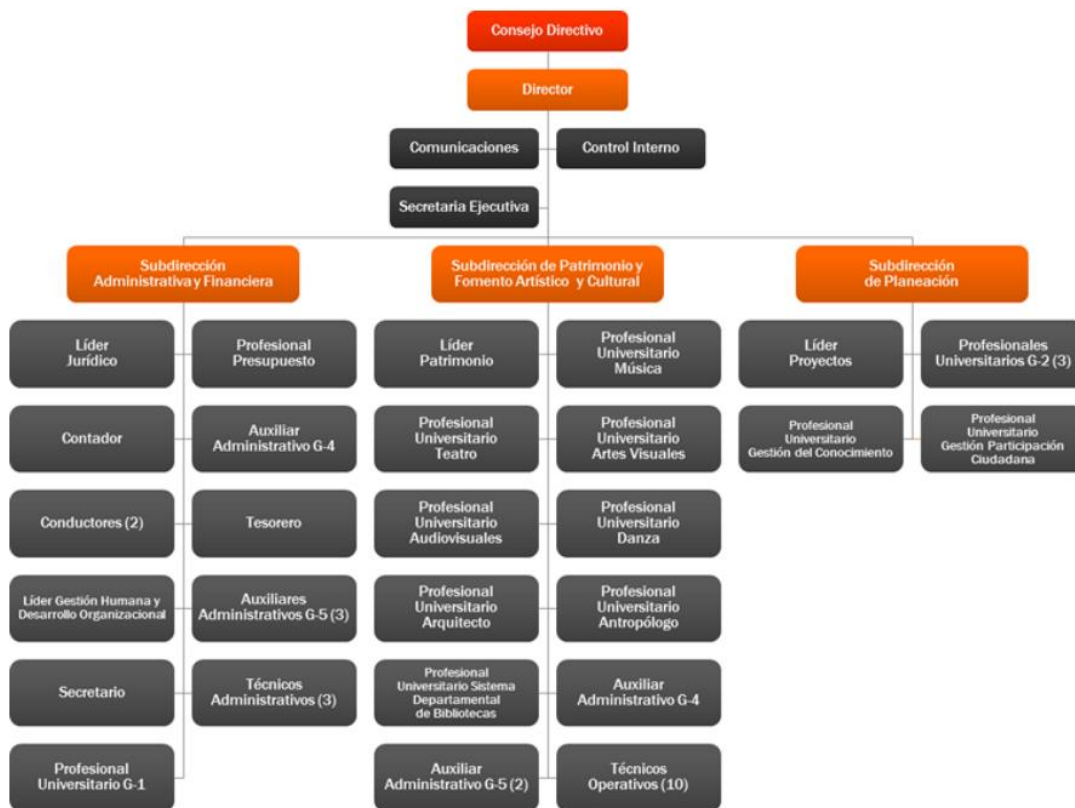 Consejo Directivo
Director
Comunicaciones
Control Interno
Secretaria Ejecutiva
Subdirección
Administrativa y Financiera
Subdirección de Patrimonio y
Fomento Artístico y Cultural
Subdirección
de Planeación
Líder
Jurídico
Profesional
Presupuesto
Líder
Patrimonio
Profesional
Universitario
Música
Líder
Proyectos
Profesionales
Universitarios G-2 (3)
Contador
Auxiliar
Administrativo G-4
Profesional
Universitario
Teatro
Profesional
Universitario
Artes Visuales
Profesional
Universitario
Gestión del Conocimiento
Profesional
Universitario
Gestión Participación
Ciudadana
Conductores (2)
Tesorero
Profesional
Universitario
Audiovisuales
Profesional
Universitario
Danza
Líder Gestión Humana y
Desarrollo Organizacional
Auxiliares
Administrativos G-5 (3)
Profesional
Universitario
Arquitecto
Profesional
Universitario
Antropólogo
Secretario
Técnicos
Administrativos (3)
Profesional
Universitario Sistema
Departamental
de Bibliotecas
Auxiliar
Administrativo G-4
Profesional
Universitario G-1
Auxiliar
Administrativo G-5 (2)
Técnicos
Operativos (10)